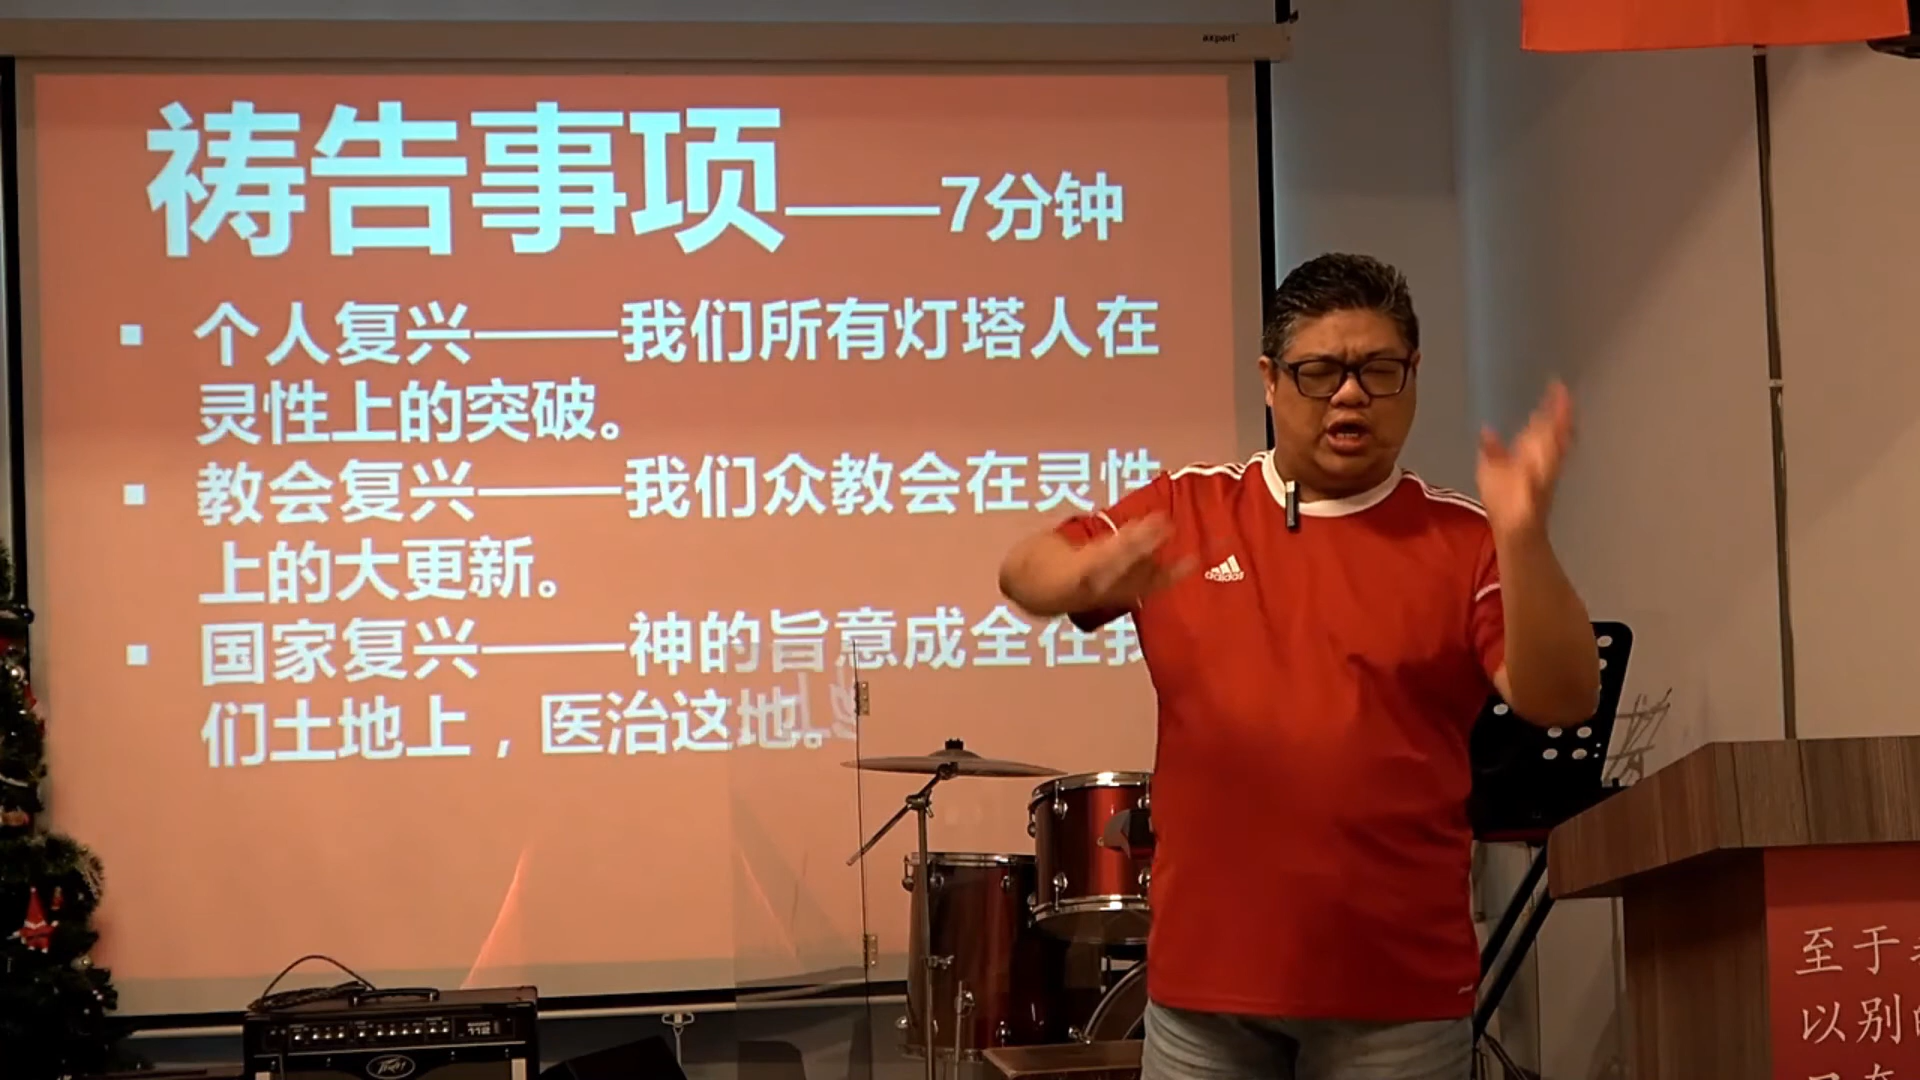 expert
祷告事项——7分钟
▪ 个人复兴——我们所有灯塔人在
灵性上的突破。
▪ 教会复兴——我们众教会在灵性
上的大更新。
▪ 国家复兴——神的旨意成全在我
们土地上，医治这地。
adidas
112
PEAVEY
至于
以别